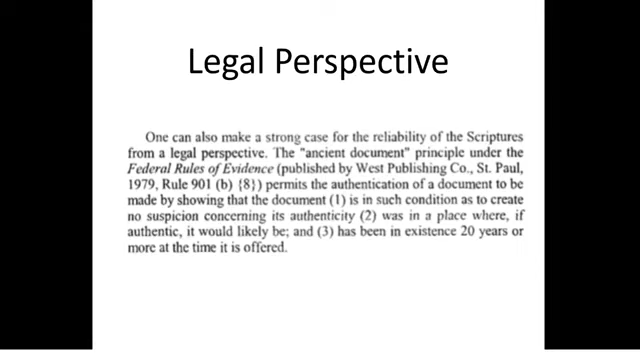 Legal Perspective
One can also make a strong case for the reliability of the Scriptures
from a legal perspective. The "ancient document" principle under the
Federal Rules of Evidence (published by West Publishing Co., St. Paul,
1979, Rule 901 (b) {8}) permits the authentication of a document to be
made by showing that the document (1) is in such condition as to create
no suspicion concerning its authenticity (2) was in a place where, if
authentic, it would likely be; and (3) has been in existence 20 years or
more at the time it is offered.